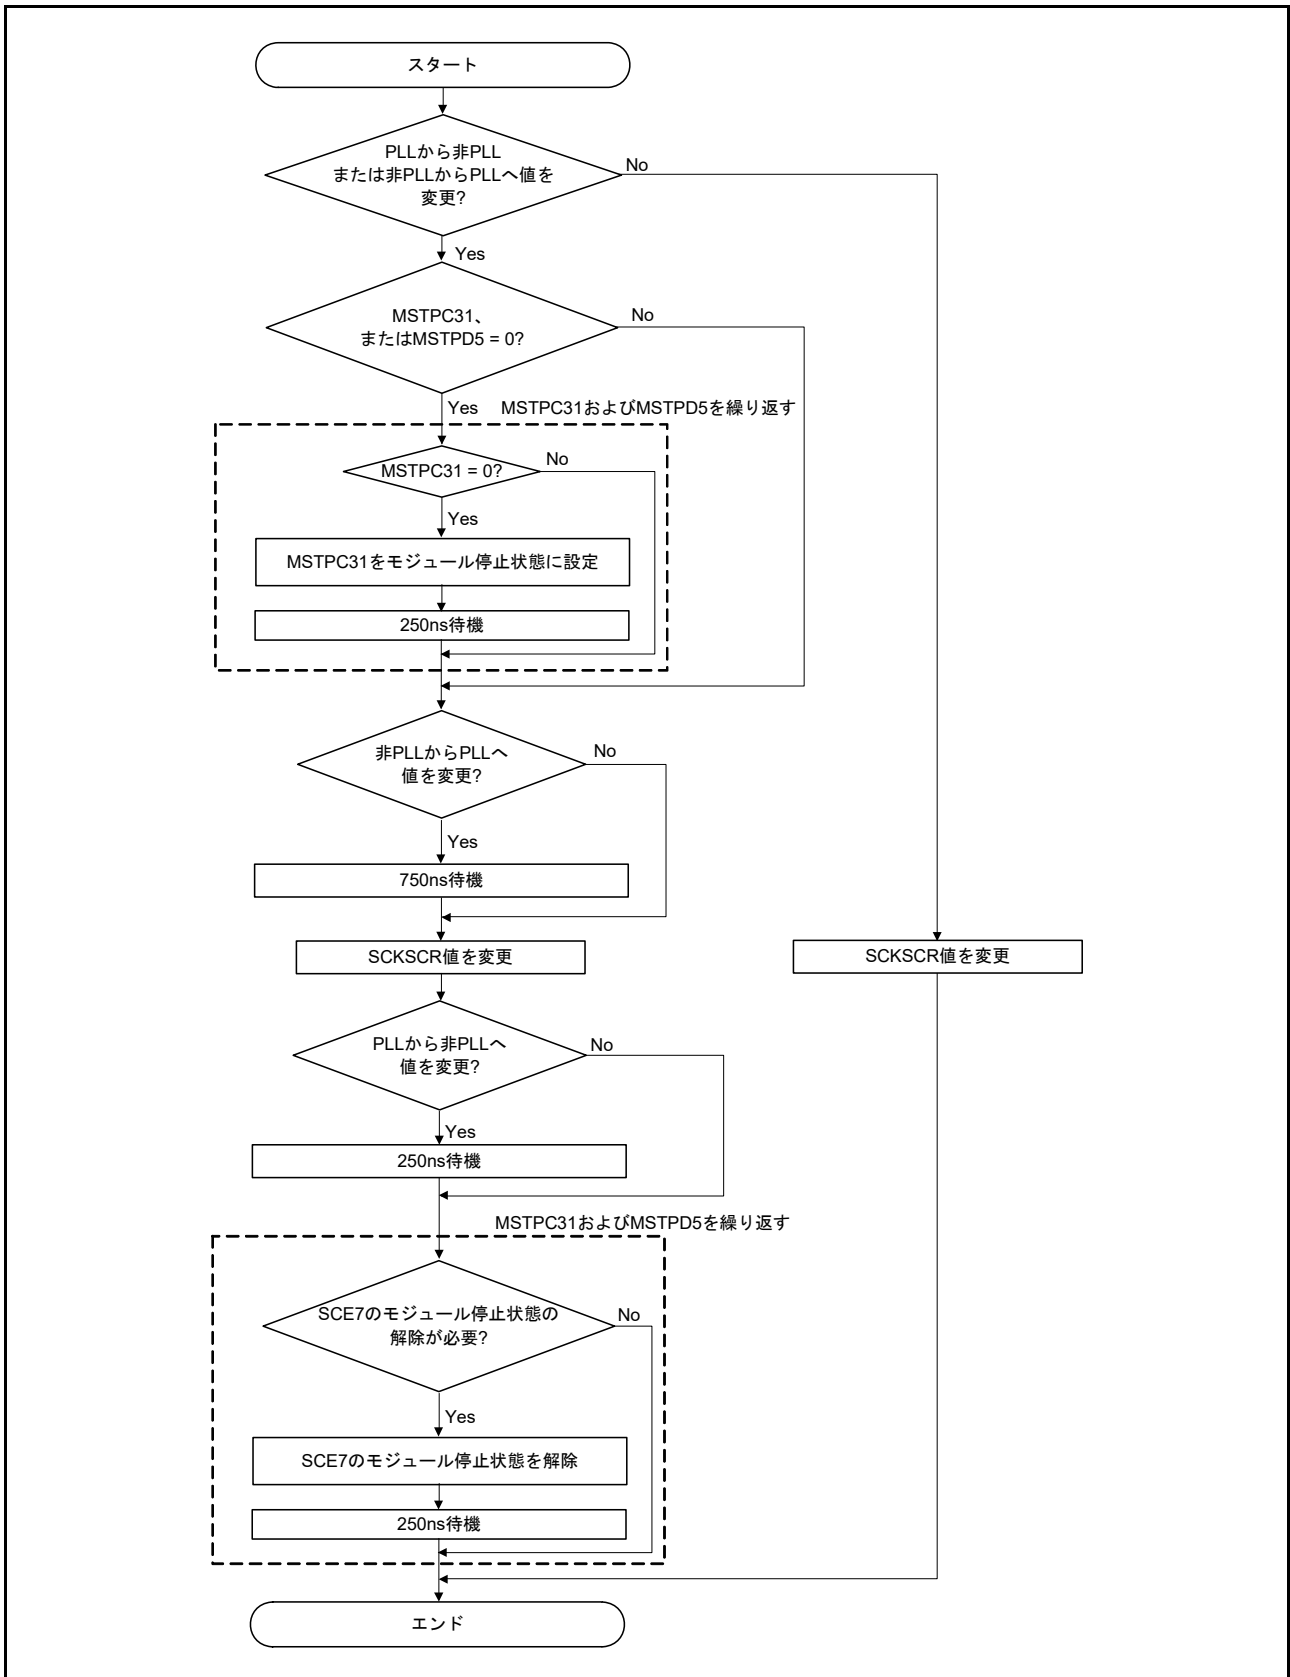 スタート
PLLから非PLL
または非PLLからPLLへ値を
変更?
No
Yes
MSTPC31、
またはMSTPD5 = 0?
No
Yes
MSTPC31およびMSTPD5を繰り返す
MSTPC31 = 0?
No
Yes
MSTPC31をモジュール停止状態に設定
250ns待機
非PLLからPLLへ
値を変更?
No
Yes
750ns待機
SCKSCR値を変更
SCKSCR値を変更
PLLから非PLLへ
値を変更?
No
Yes
250ns待機
MSTPC31およびMSTPD5を繰り返す
SCE7のモジュール停止状態の
解除が必要?
No
Yes
SCE7のモジュール停止状態を解除
250ns待機
エンド